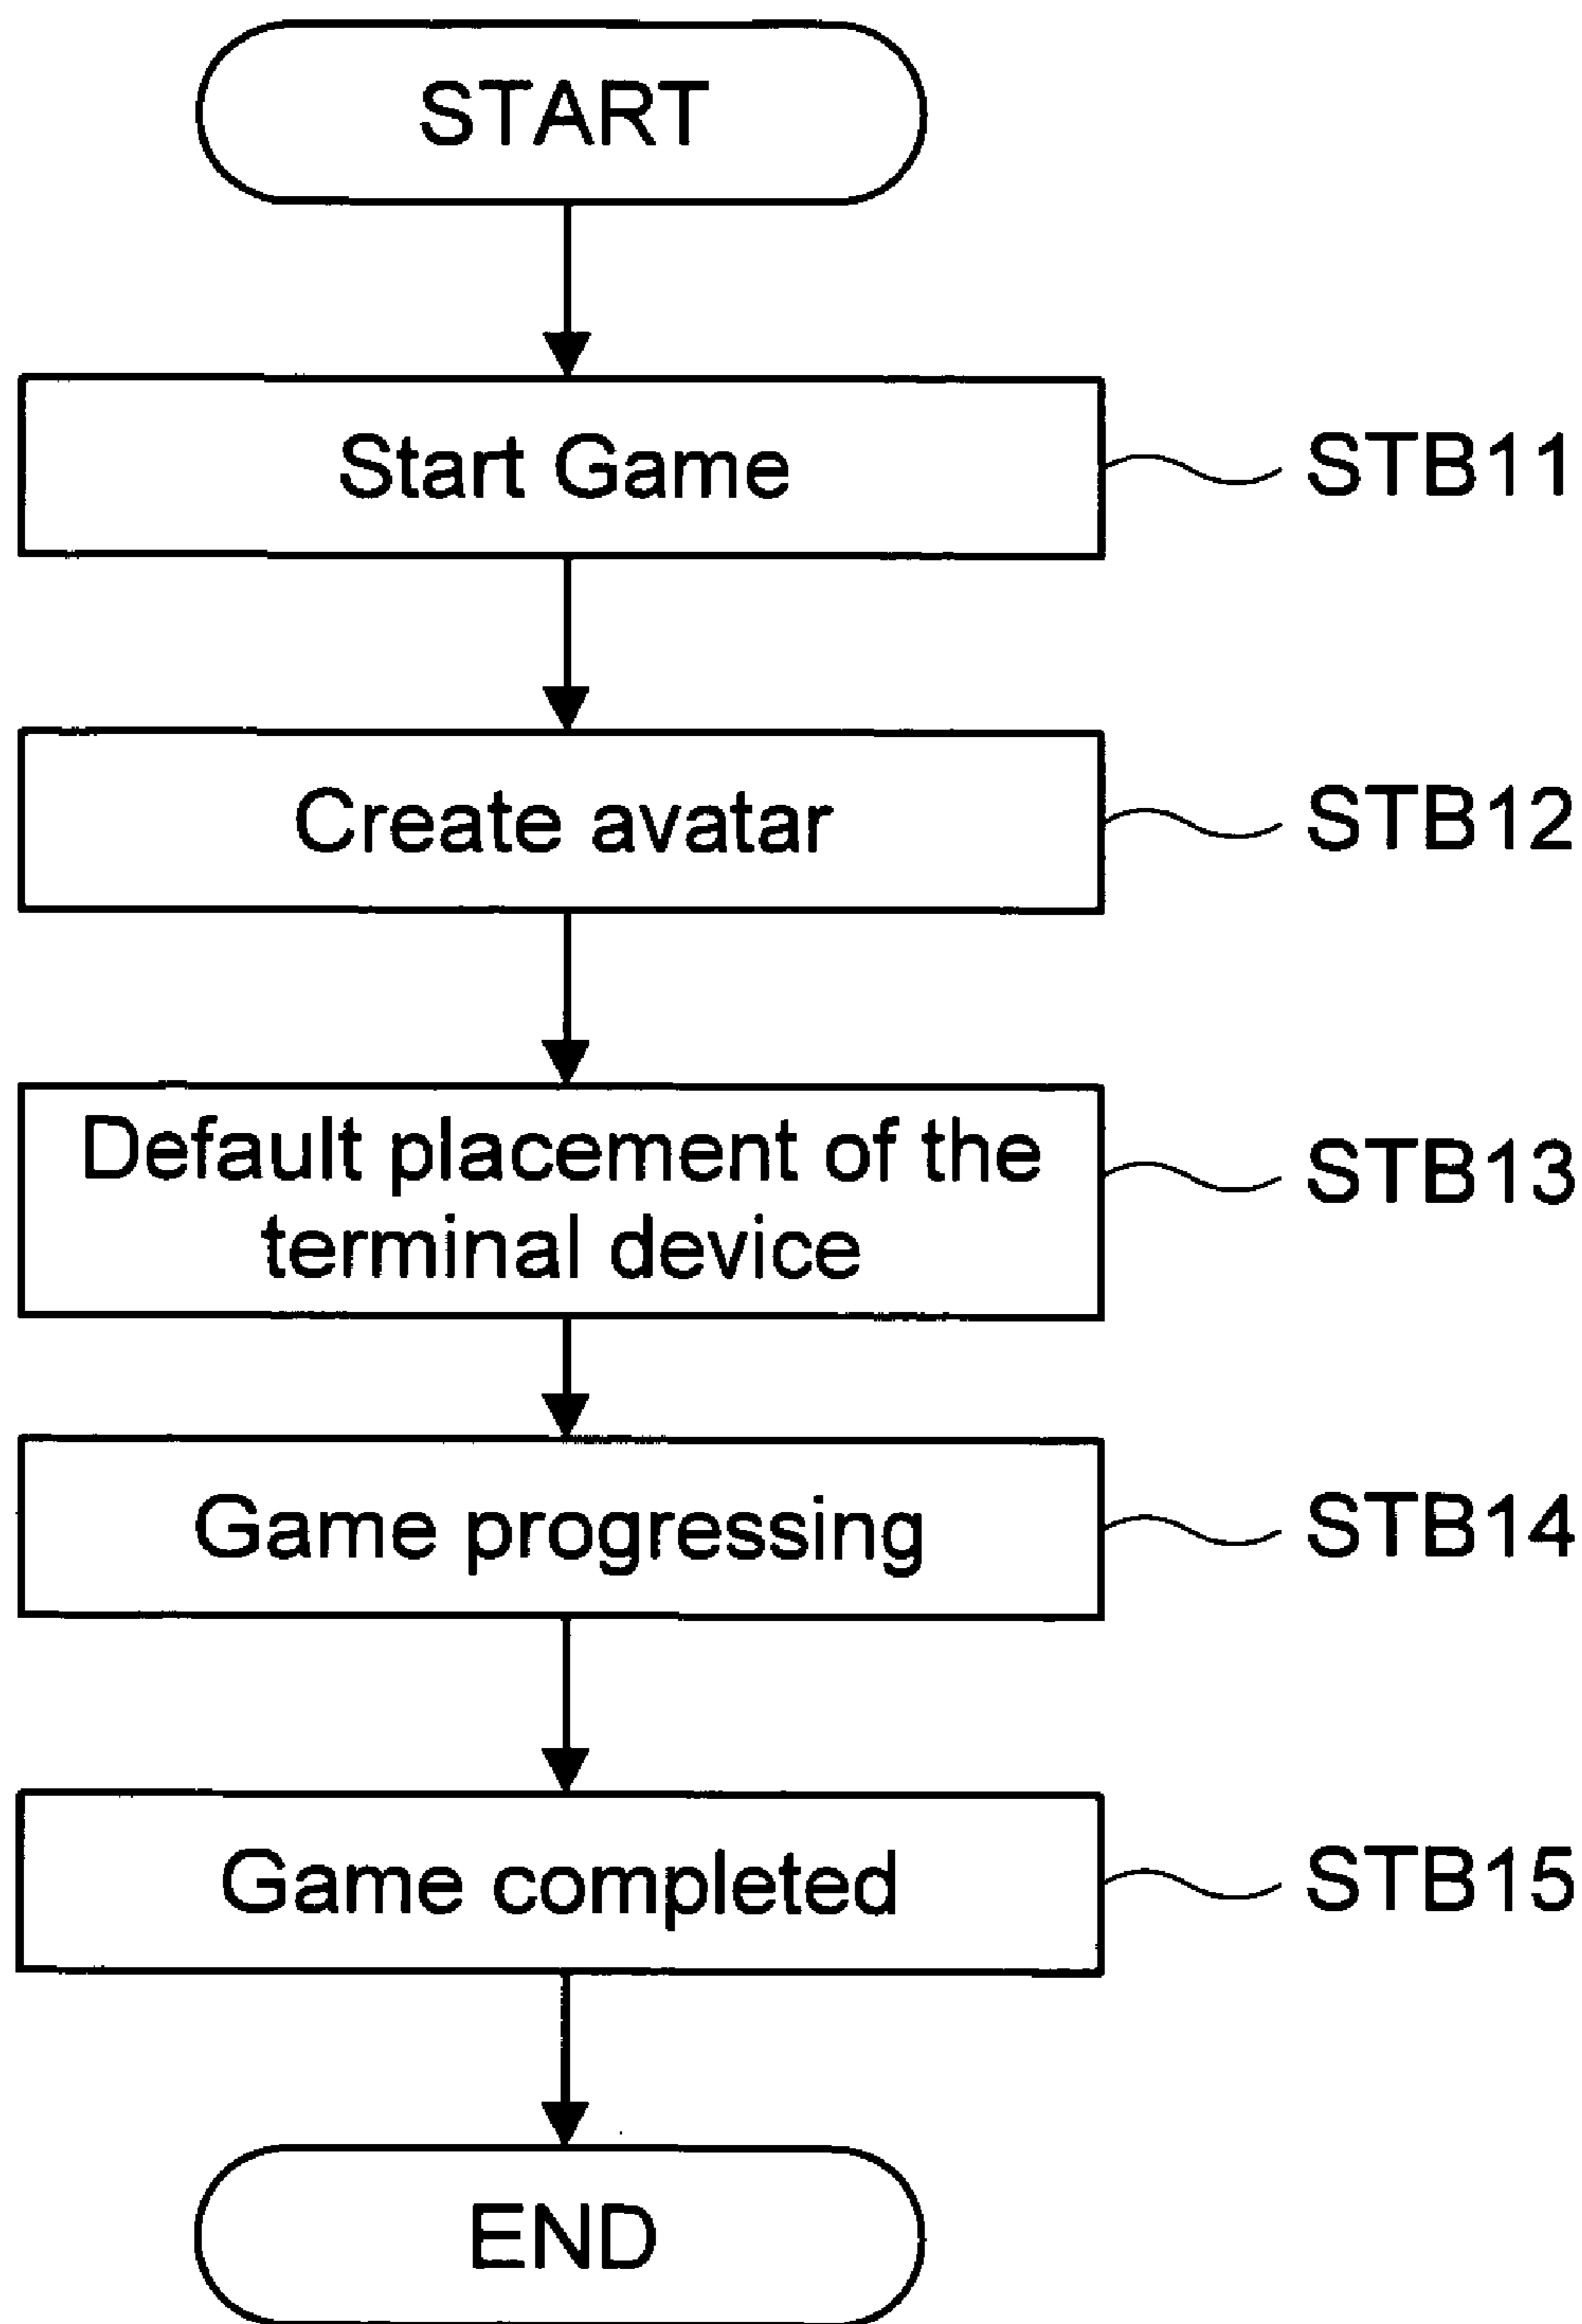 START
Start Game
STB11
Create avatar
STB12
Default placement of the
terminal device
STB13
Game progressing
STB14
Game completed
STB15
END